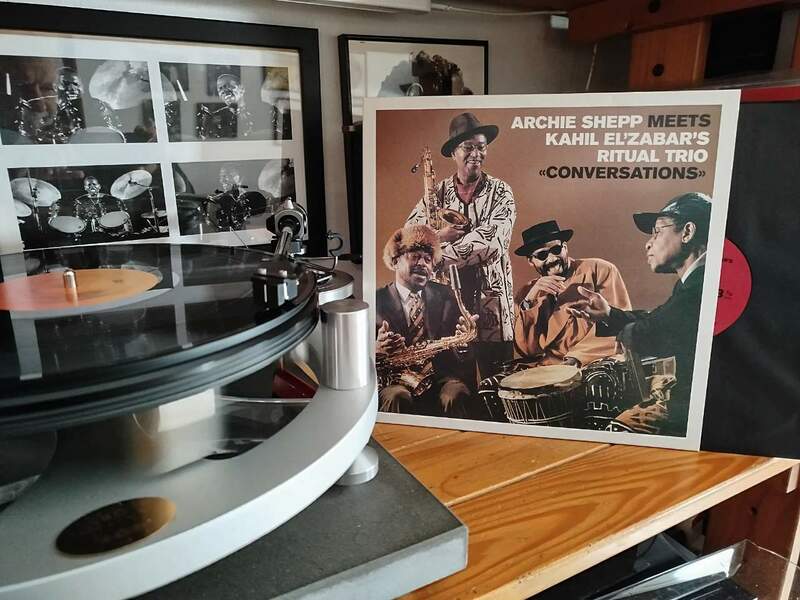 ARCHIE SHEPP MEETS
KAHIL EL'ZABAR'S
RITUAL TRIO
«CONVERSATIONS»